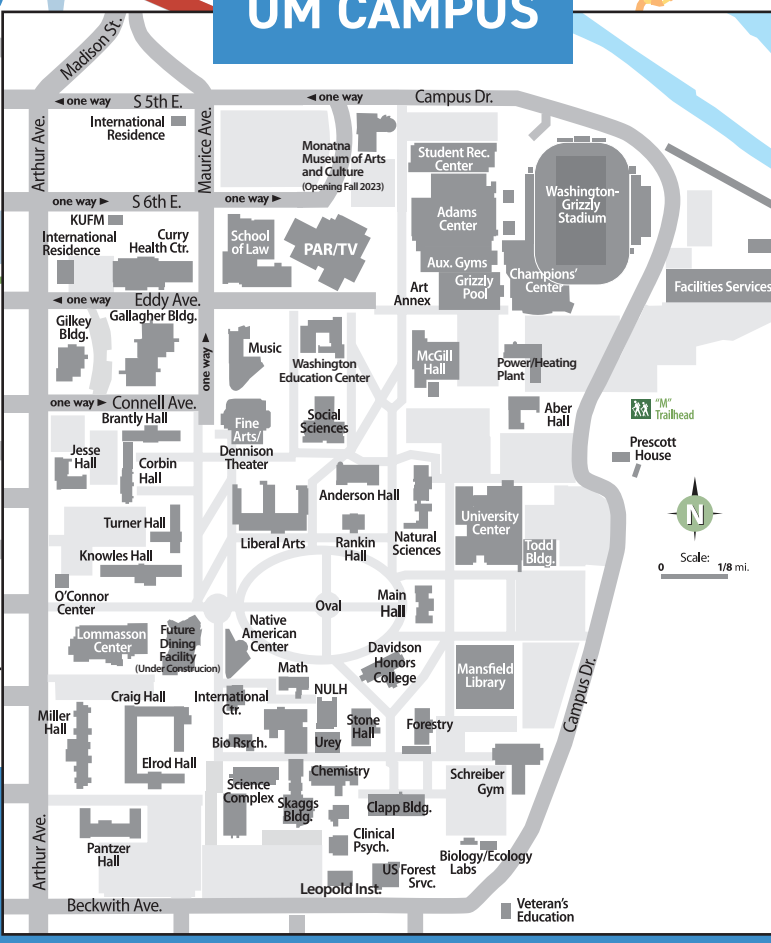 UM CAMPUS
Madison St.
one way
S 5th E.
one way
Campus Dr.
International
Residence
Arthur Ave.
Maurice Ave.
Monatna
Museum of Arts
and Culture
(Opening Fall 2023)
Student Rec.
Center
Washington-
Grizzly
Stadium
one way
S 6th E.
one way
KUFM
International
Residence
Curry
Health Ctr.
School
of Law
PAR/TV
Adams
Center
Aux. Gyms
Grizzly
Pool
Champions'
Center
Art
Annex
Facilities Services
one way
Eddy Ave.
Gilkey
Bldg.
Gallagher Bldg.
one way
Music
Washington
Education Center
McGill
Hall
Power/Heating
Plant
one way
Connell Ave.
Brantly Hall
Fine
Arts/
Dennison
Theater
Social
Sciences
Aber
Hall
"M"
Trailhead
Prescott
House
Jesse
Hall
Corbin
Hall
Anderson Hall
Turner Hall
Liberal Arts
Rankin
Hall
Natural
Sciences
University
Center
Todd
Bldg.
N
Scale:
0
1/8 mi.
Knowles Hall
O'Connor
Center
Oval
Main
Hall
Lommasson
Center
Future
Dining
Facility
(Under Construcion)
Native
American
Center
Math
Davidson
Honors
College
Mansfield
Library
Campus Dr.
Craig Hall
International
Ctr.
NULH
Miller
Hall
Stone
Hall
Forestry
Bio Rsrch.
Urey
Elrod Hall
Science
Complex
Skaggs
Bldg.
Chemistry
Schreiber
Gym
Clapp Bldg.
Arthur Ave.
Pantzer
Hall
Clinical
Psych.
Biology/Ecology
Labs
US Forest
Srvc.
Leopold Inst.
Beckwith Ave.
Veteran's
Education